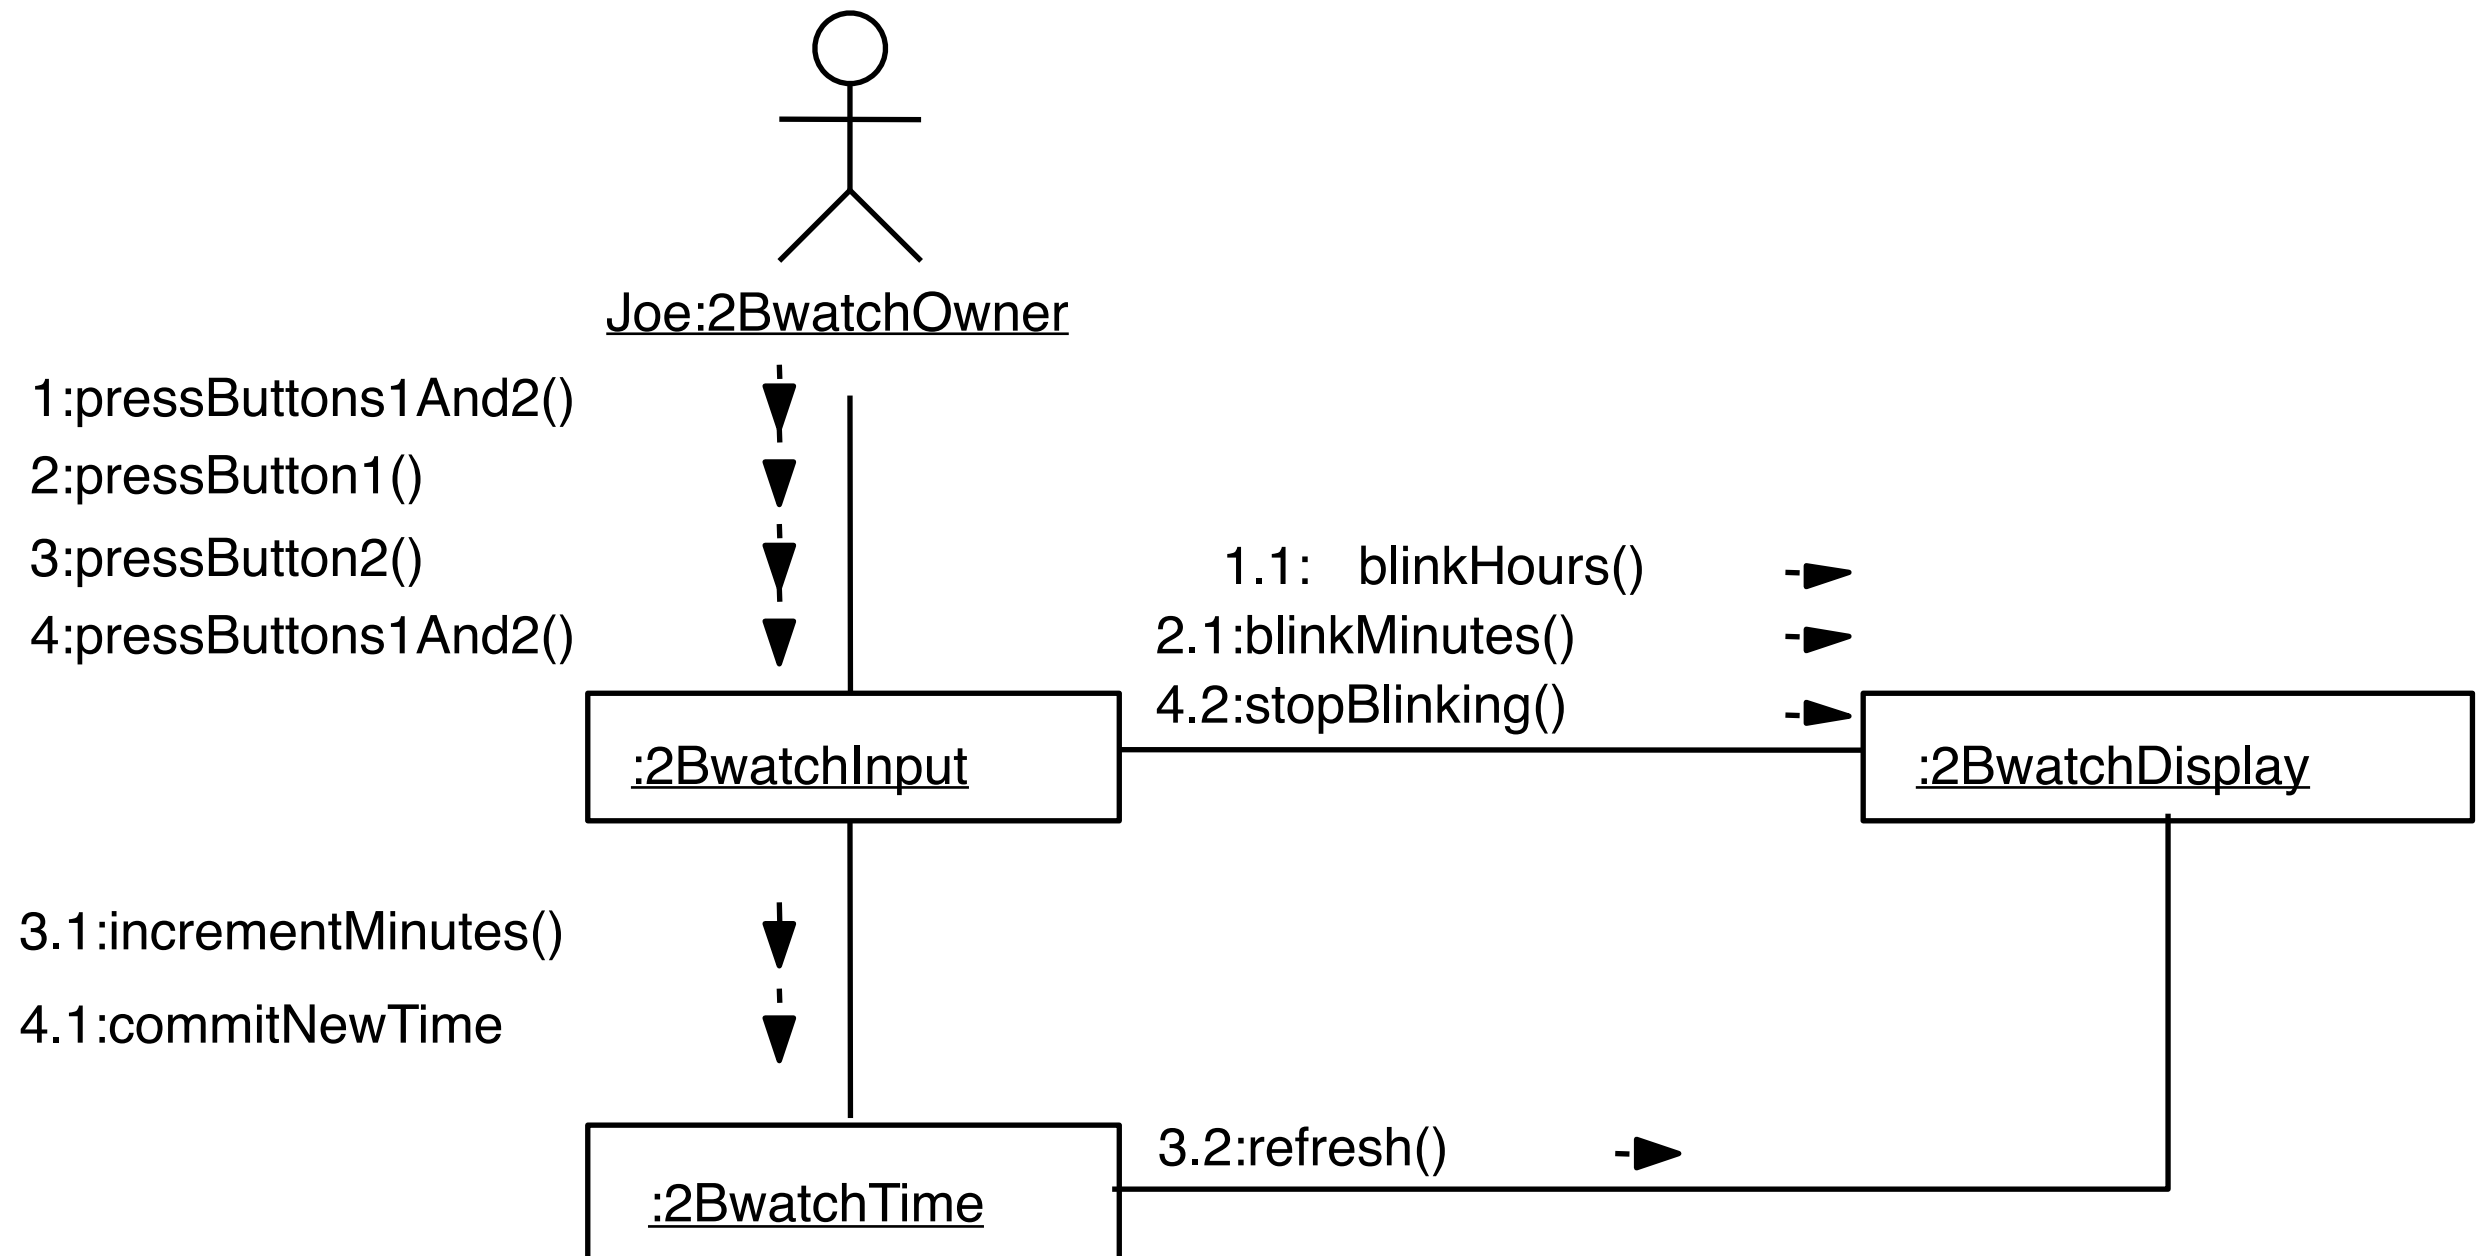 Joe:2BwatchOwner
1:pressButtons1And2()
2:pressButton1()
3:pressButton2()
4:pressButtons1And2()
1.1: blinkHours()
2.1:blinkMinutes()
4.2:stopBlinking()
:2BwatchInput
:2BwatchDisplay
3.1:incrementMinutes()
4.1:commitNewTime
3.2:refresh()
:2BwatchTime